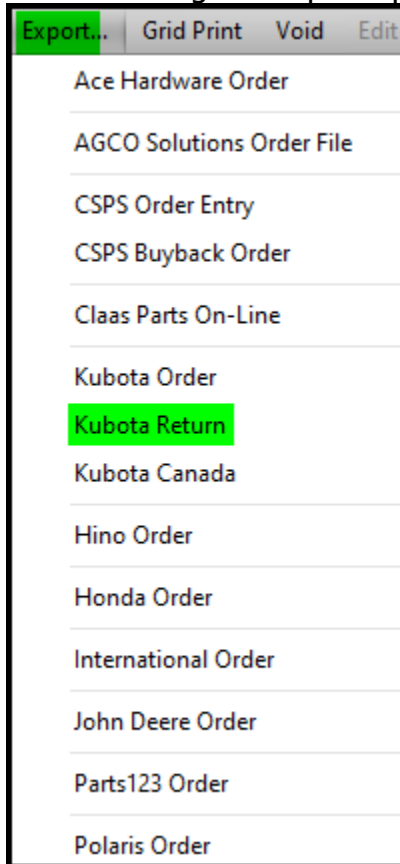 Export... Grid Print Void Edit
Ace Hardware Order
AGCO Solutions Order File
CSPS Order Entry
CSPS Buyback Order
Claas Parts On-Line
Kubota Order
Kubota Return
Kubota Canada
Hino Order
Honda Order
International Order
John Deere Order
Parts123 Order
Polaris Order